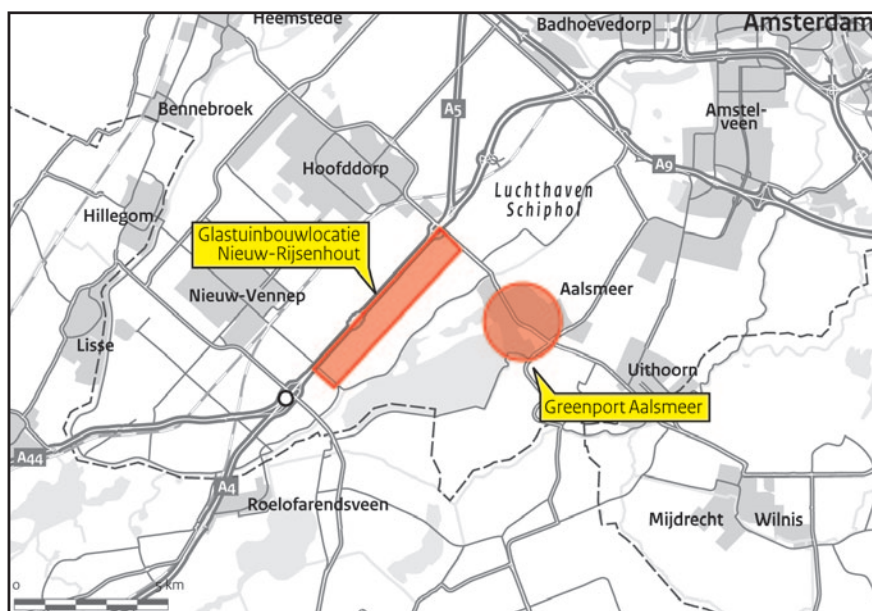 Heemstede
Badhoevedorp
Amsterdam
Bennebroek
A5
Amstel-
veen
Hoofddorp
A9
Luchthaven
Schiphol
Hillegom
Glastuinbouwlocatie
Nieuw-Rijsenhout
Aalsmeer
Nieuw-Vennep
Lisse
Uithoorn
Greenport Aalsmeer
A44
A4
Roelofarendsveen
Mijdrecht
Wilnis
0
5 km